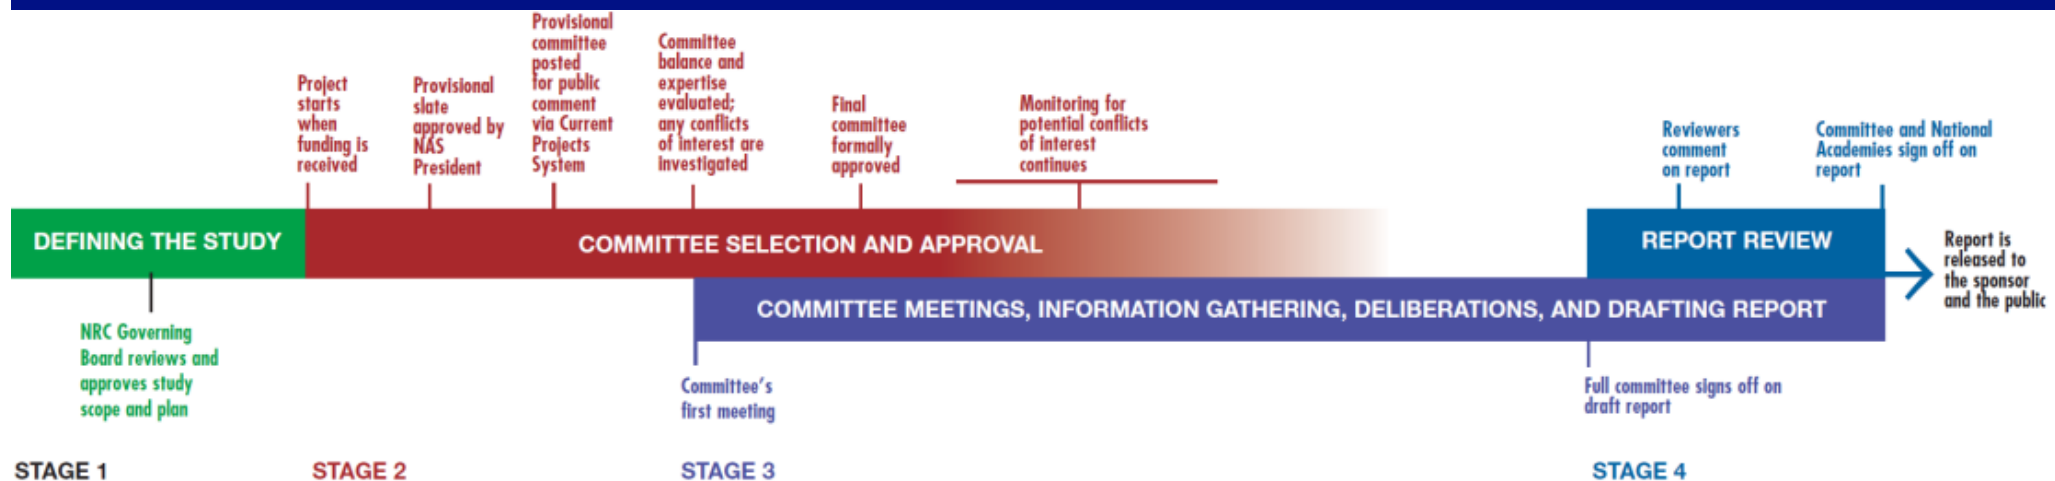 Project
starts
when
funding is
received
Provisional
slate
approved by
NAS
President
Provisional
committee
posted
for public
comment
via Current
Projects
System
Committee
balance and
expertise
evaluated;
any conflicts
of interest are
investigated
Final
committee
formally
approved
Monitoring for
potential conflicts
of interest
continues
Reviewers
comment
on report
Committee and National
Academies sign off on
report
DEFINING THE STUDY
COMMITTEE SELECTION AND APPROVAL
REPORT REVIEW
Report is
released to
the sponsor
and the public
COMMITTEE MEETINGS, INFORMATION GATHERING, DELIBERATIONS, AND DRAFTING REPORT
NRC Governing
Board reviews and
approves study
scope and plan
Committee's
first meeting
Full committee signs off on
draft report
STAGE 1
STAGE 2
STAGE 3
STAGE 4